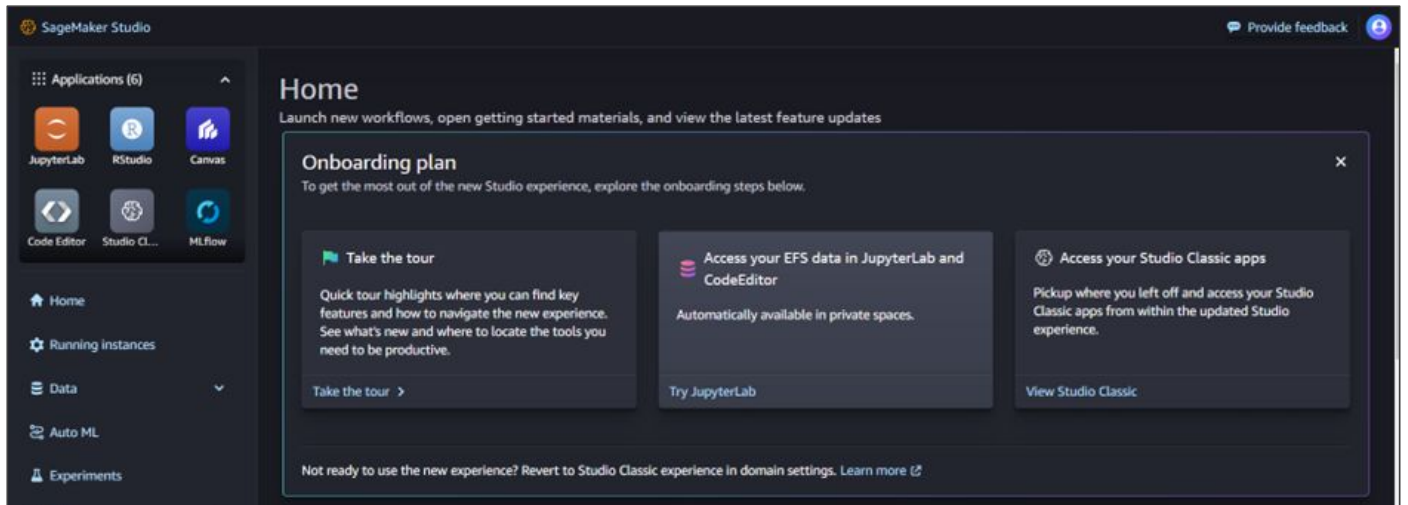 SageMaker Studio
Provide feedback
Applications (6)
JupyterLab
RStudio
Canvas
Code Editor
Studio Cl...
MLflow
Home
Running instances
Data
Auto ML
Experiments
Home
Launch new workflows, open getting started materials, and view the latest feature updates
Onboarding plan
To get the most out of the new Studio experience, explore the onboarding steps below.
Take the tour
Quick tour highlights where you can find key
features and how to navigate the new experience.
See what's new and where to locate the tools you
need to be productive.
Take the tour >
Access your EFS data in JupyterLab and
CodeEditor
Automatically available in private spaces.
Try JupyterLab
Access your Studio Classic apps
Pickup where you left off and access your Studio
Classic apps from within the updated Studio
experience.
View Studio Classic
Not ready to use the new experience? Revert to Studio Classic experience in domain settings. Learn more